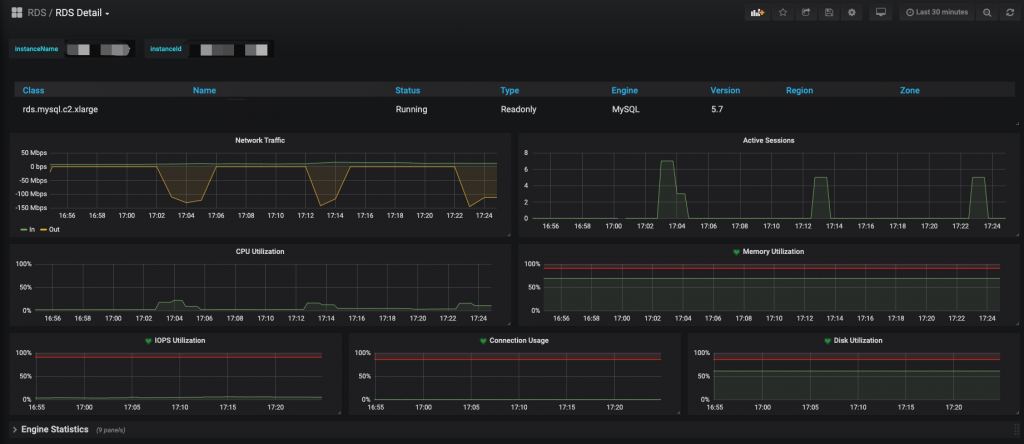 RDS / RDS Detail
Last 30 minutes
instanceName
instanceId
Class Name Status Type Engine Version Region Zone
rds.mysql.c2.xlarge Running Readonly MySQL 5.7
Network Traffic
50 Mbps
0 bps
-50 Mbps
-100 Mbps
-150 Mbps
16:56 16:58 17:00 17:02 17:04 17:06 17:08 17:10 17:12 17:14 17:16 17:18 17:20 17:22 17:24
In Out
Active Sessions
8
6
4
2
0
16:56 16:58 17:00 17:02 17:04 17:06 17:08 17:10 17:12 17:14 17:16 17:18 17:20 17:22 17:24
CPU Utilization
100%
50%
0%
16:56 16:58 17:00 17:02 17:04 17:06 17:08 17:10 17:12 17:14 17:16 17:18 17:20 17:22 17:24
Memory Utilization
100%
50%
0%
16:56 16:58 17:00 17:02 17:04 17:06 17:08 17:10 17:12 17:14 17:16 17:18 17:20 17:22 17:24
IOPS Utilization
100%
50%
0%
16:55 17:00 17:05 17:10 17:15 17:20
Connection Usage
100%
50%
0%
16:55 17:00 17:05 17:10 17:15 17:20
Disk Utilization
100%
50%
0%
16:55 17:00 17:05 17:10 17:15 17:20
Engine Statistics (9 panels)